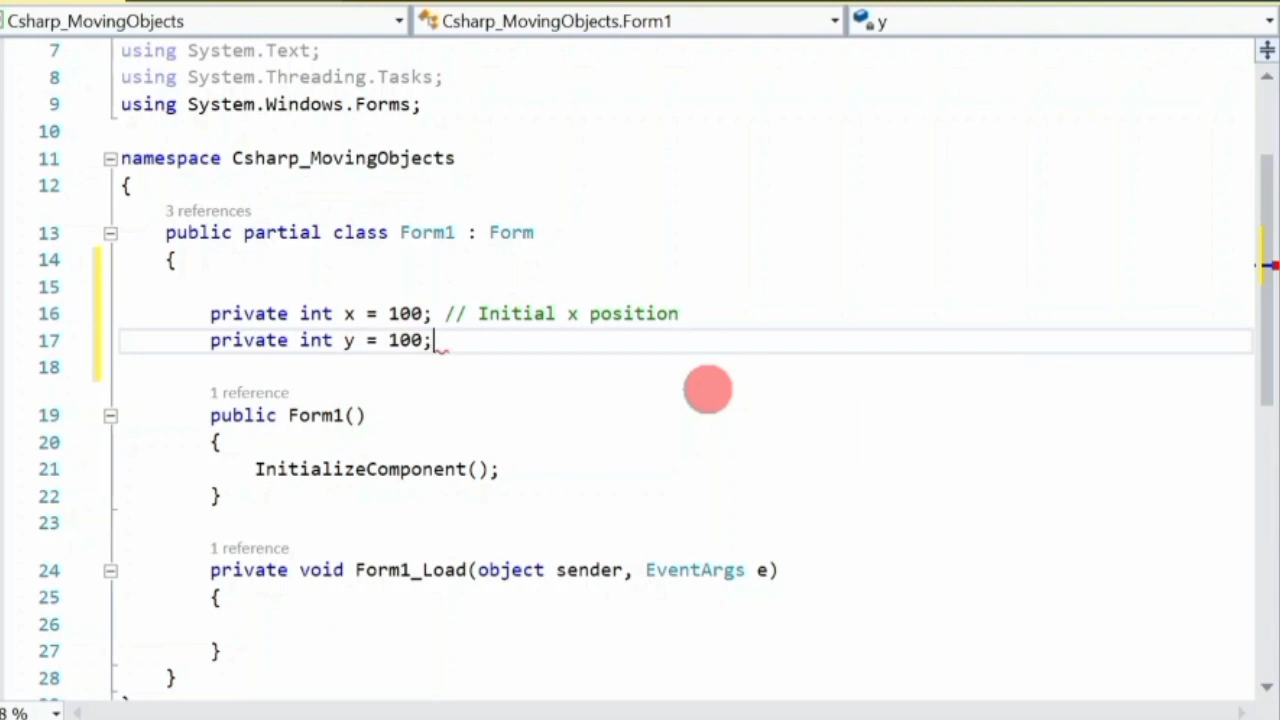 Csharp_MovingObjects Csharp_MovingObjects.Form1 y
7 using System.Text;
8 using System.Threading.Tasks;
9 using System.Windows.Forms;
10
11 namespace Csharp_MovingObjects
12 {
3 references
13 public partial class Form1 : Form
14 {
15
16 private int x = 100; // Initial x position
17 private int y = 100;
18
1 reference
19 public Form1()
20 {
21 InitializeComponent();
22 }
23
1 reference
24 private void Form1_Load(object sender, EventArgs e)
25 {
26
27 }
28 }
8 %